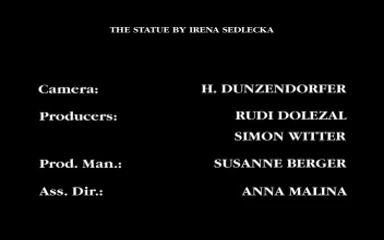 THE STATUE BY IRENA SEDLECKA
Camera: H. DUNZENDORFER
Producers: RUDI DOLEZAL
SIMON WITTER
Prod. Man.: SUSANNE BERGER
Ass. Dir.: ANNA MALINA